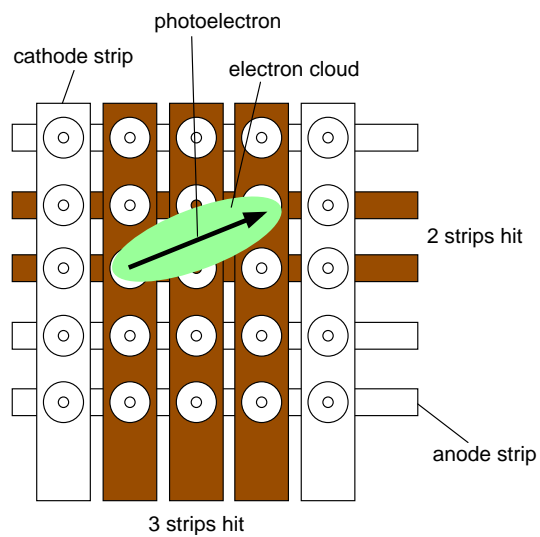 photoelectron
cathode strip
electron cloud
2 strips hit
anode strip
3 strips hit